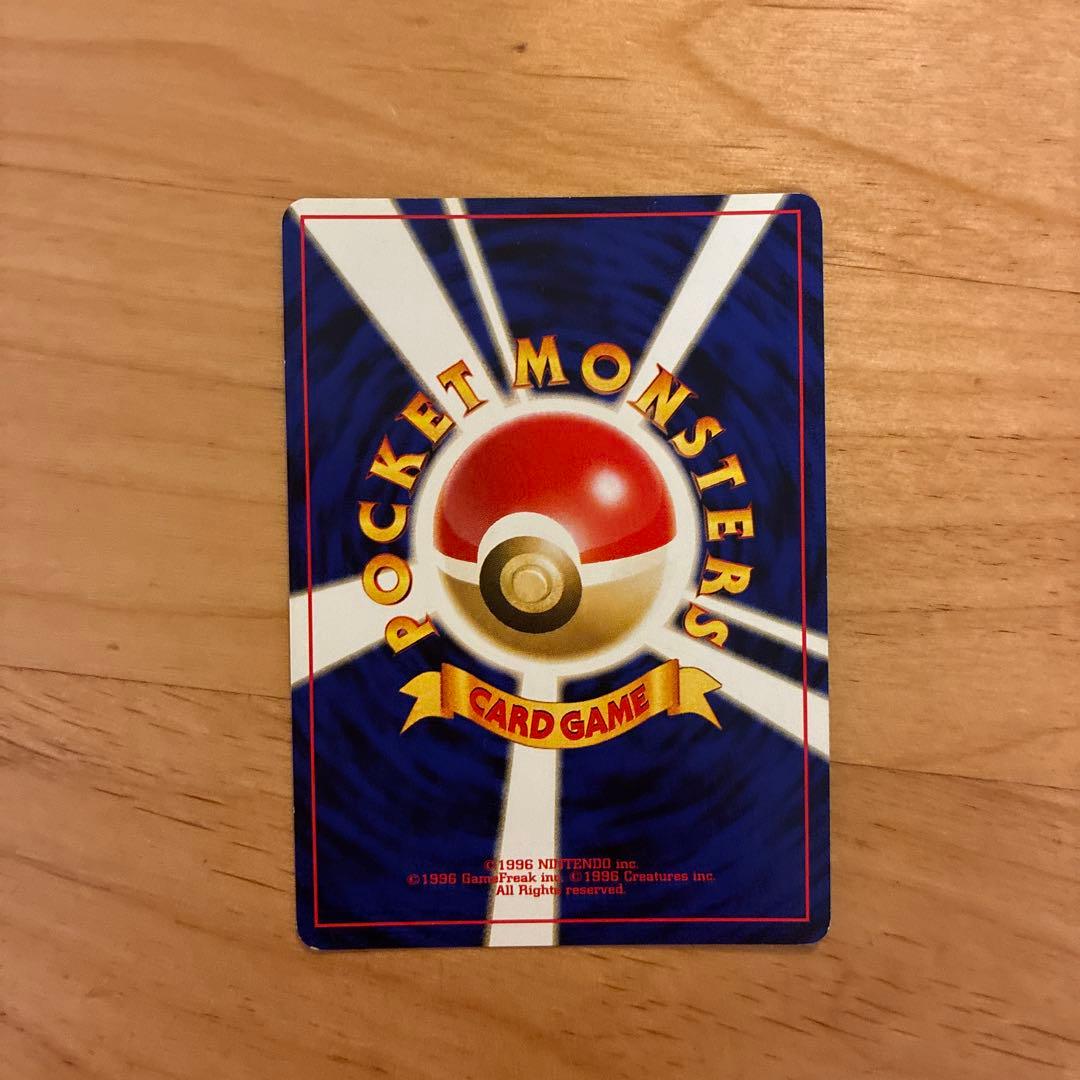 POCKET MONSTERS
CARD GAME
©1996 NINTENDO inc.
©1996 GameFreak inc. ©1996 Creatures inc.
All Rights reserved.